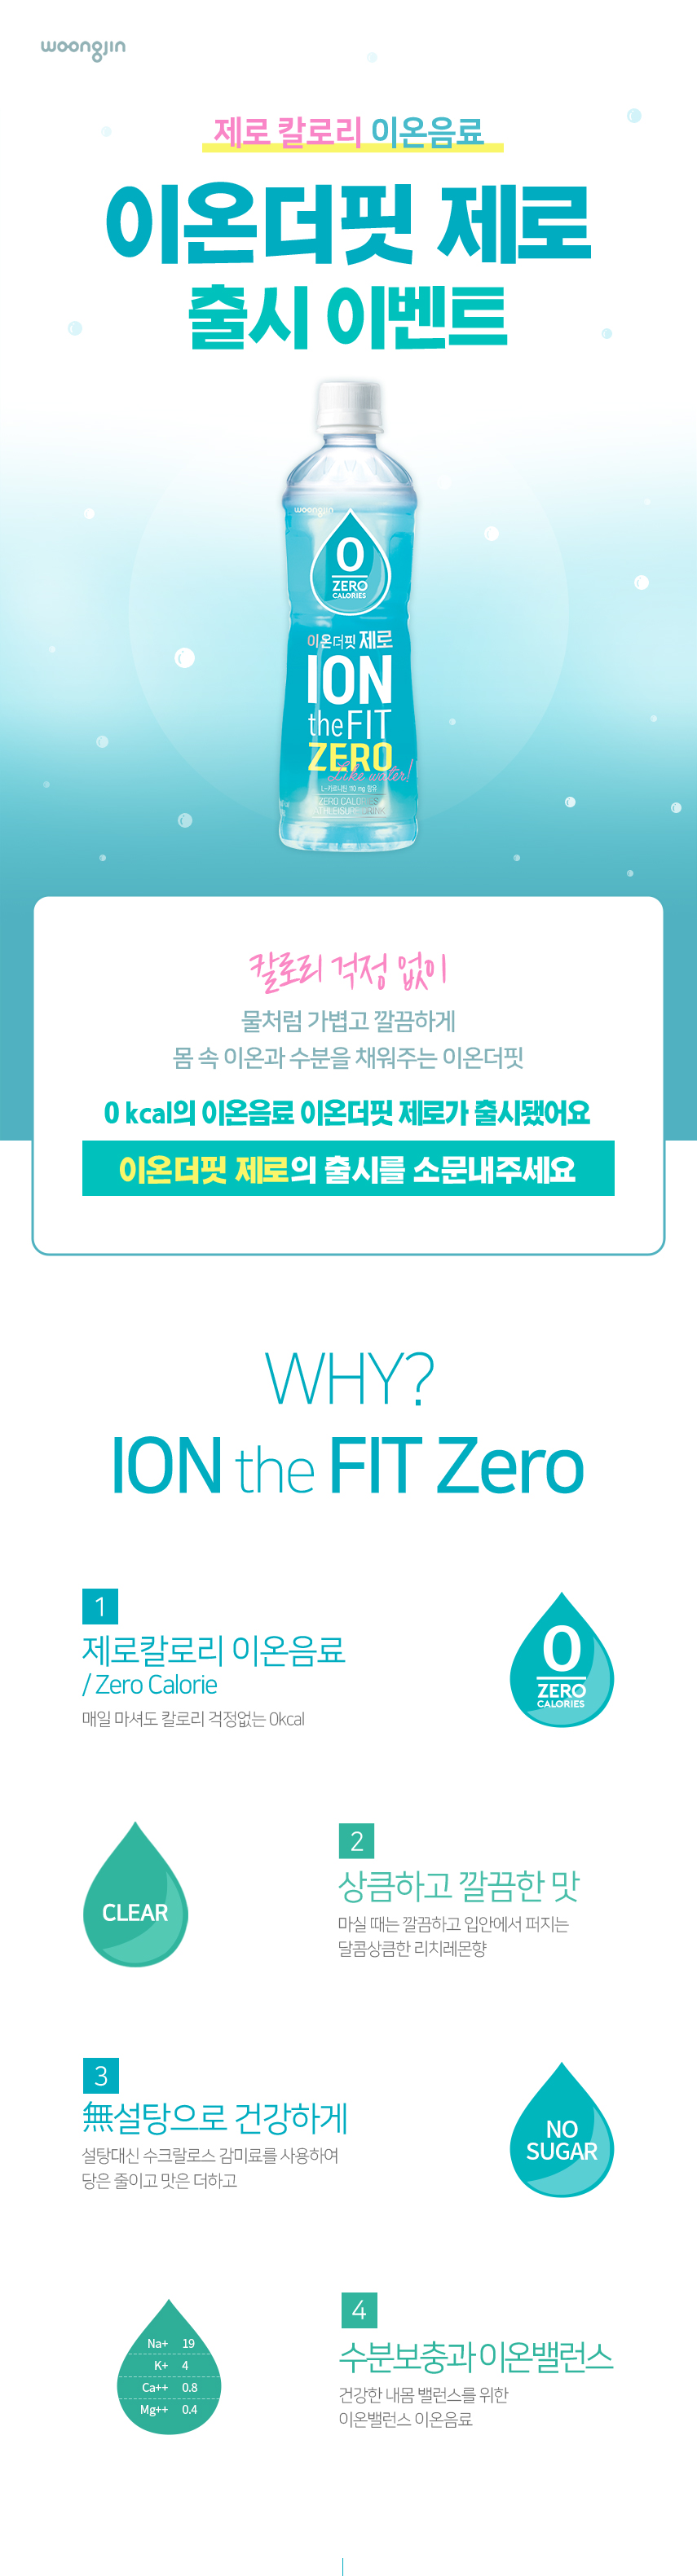 woongjin
제로 칼로리 이온음료
이온더핏 제로
출시 이벤트
woongjin
0
ZERO
CALORIES
이온더핏 제로
ION
the FIT
ZERO
Like water!
L-카르니틴 110 mg 함유
ZERO CALORIES
ATHLEISURE DRINK
칼로리 걱정 없이
물처럼 가볍고 깔끔하게
몸 속 이온과 수분을 채워주는 이온더핏
0 kcal의 이온음료 이온더핏 제로가 출시됐어요
이온더핏 제로의 출시를 소문내주세요
WHY?
ION the FIT Zero
1
제로칼로리 이온음료
/ Zero Calorie
매일 마셔도 칼로리 걱정없는 0kcal
0
ZERO
CALORIES
CLEAR
2
상큼하고 깔끔한 맛
마실 때는 깔끔하고 입안에서 퍼지는
달콤상큼한 리치레몬향
3
無설탕으로 건강하게
설탕대신 수크랄로스 감미료를 사용하여
당은 줄이고 맛은 더하고
NO
SUGAR
Na+ 19
K+ 4
Ca++ 0.8
Mg++ 0.4
4
수분보충과 이온밸런스
건강한 내몸 밸런스를 위한
이온밸런스 이온음료